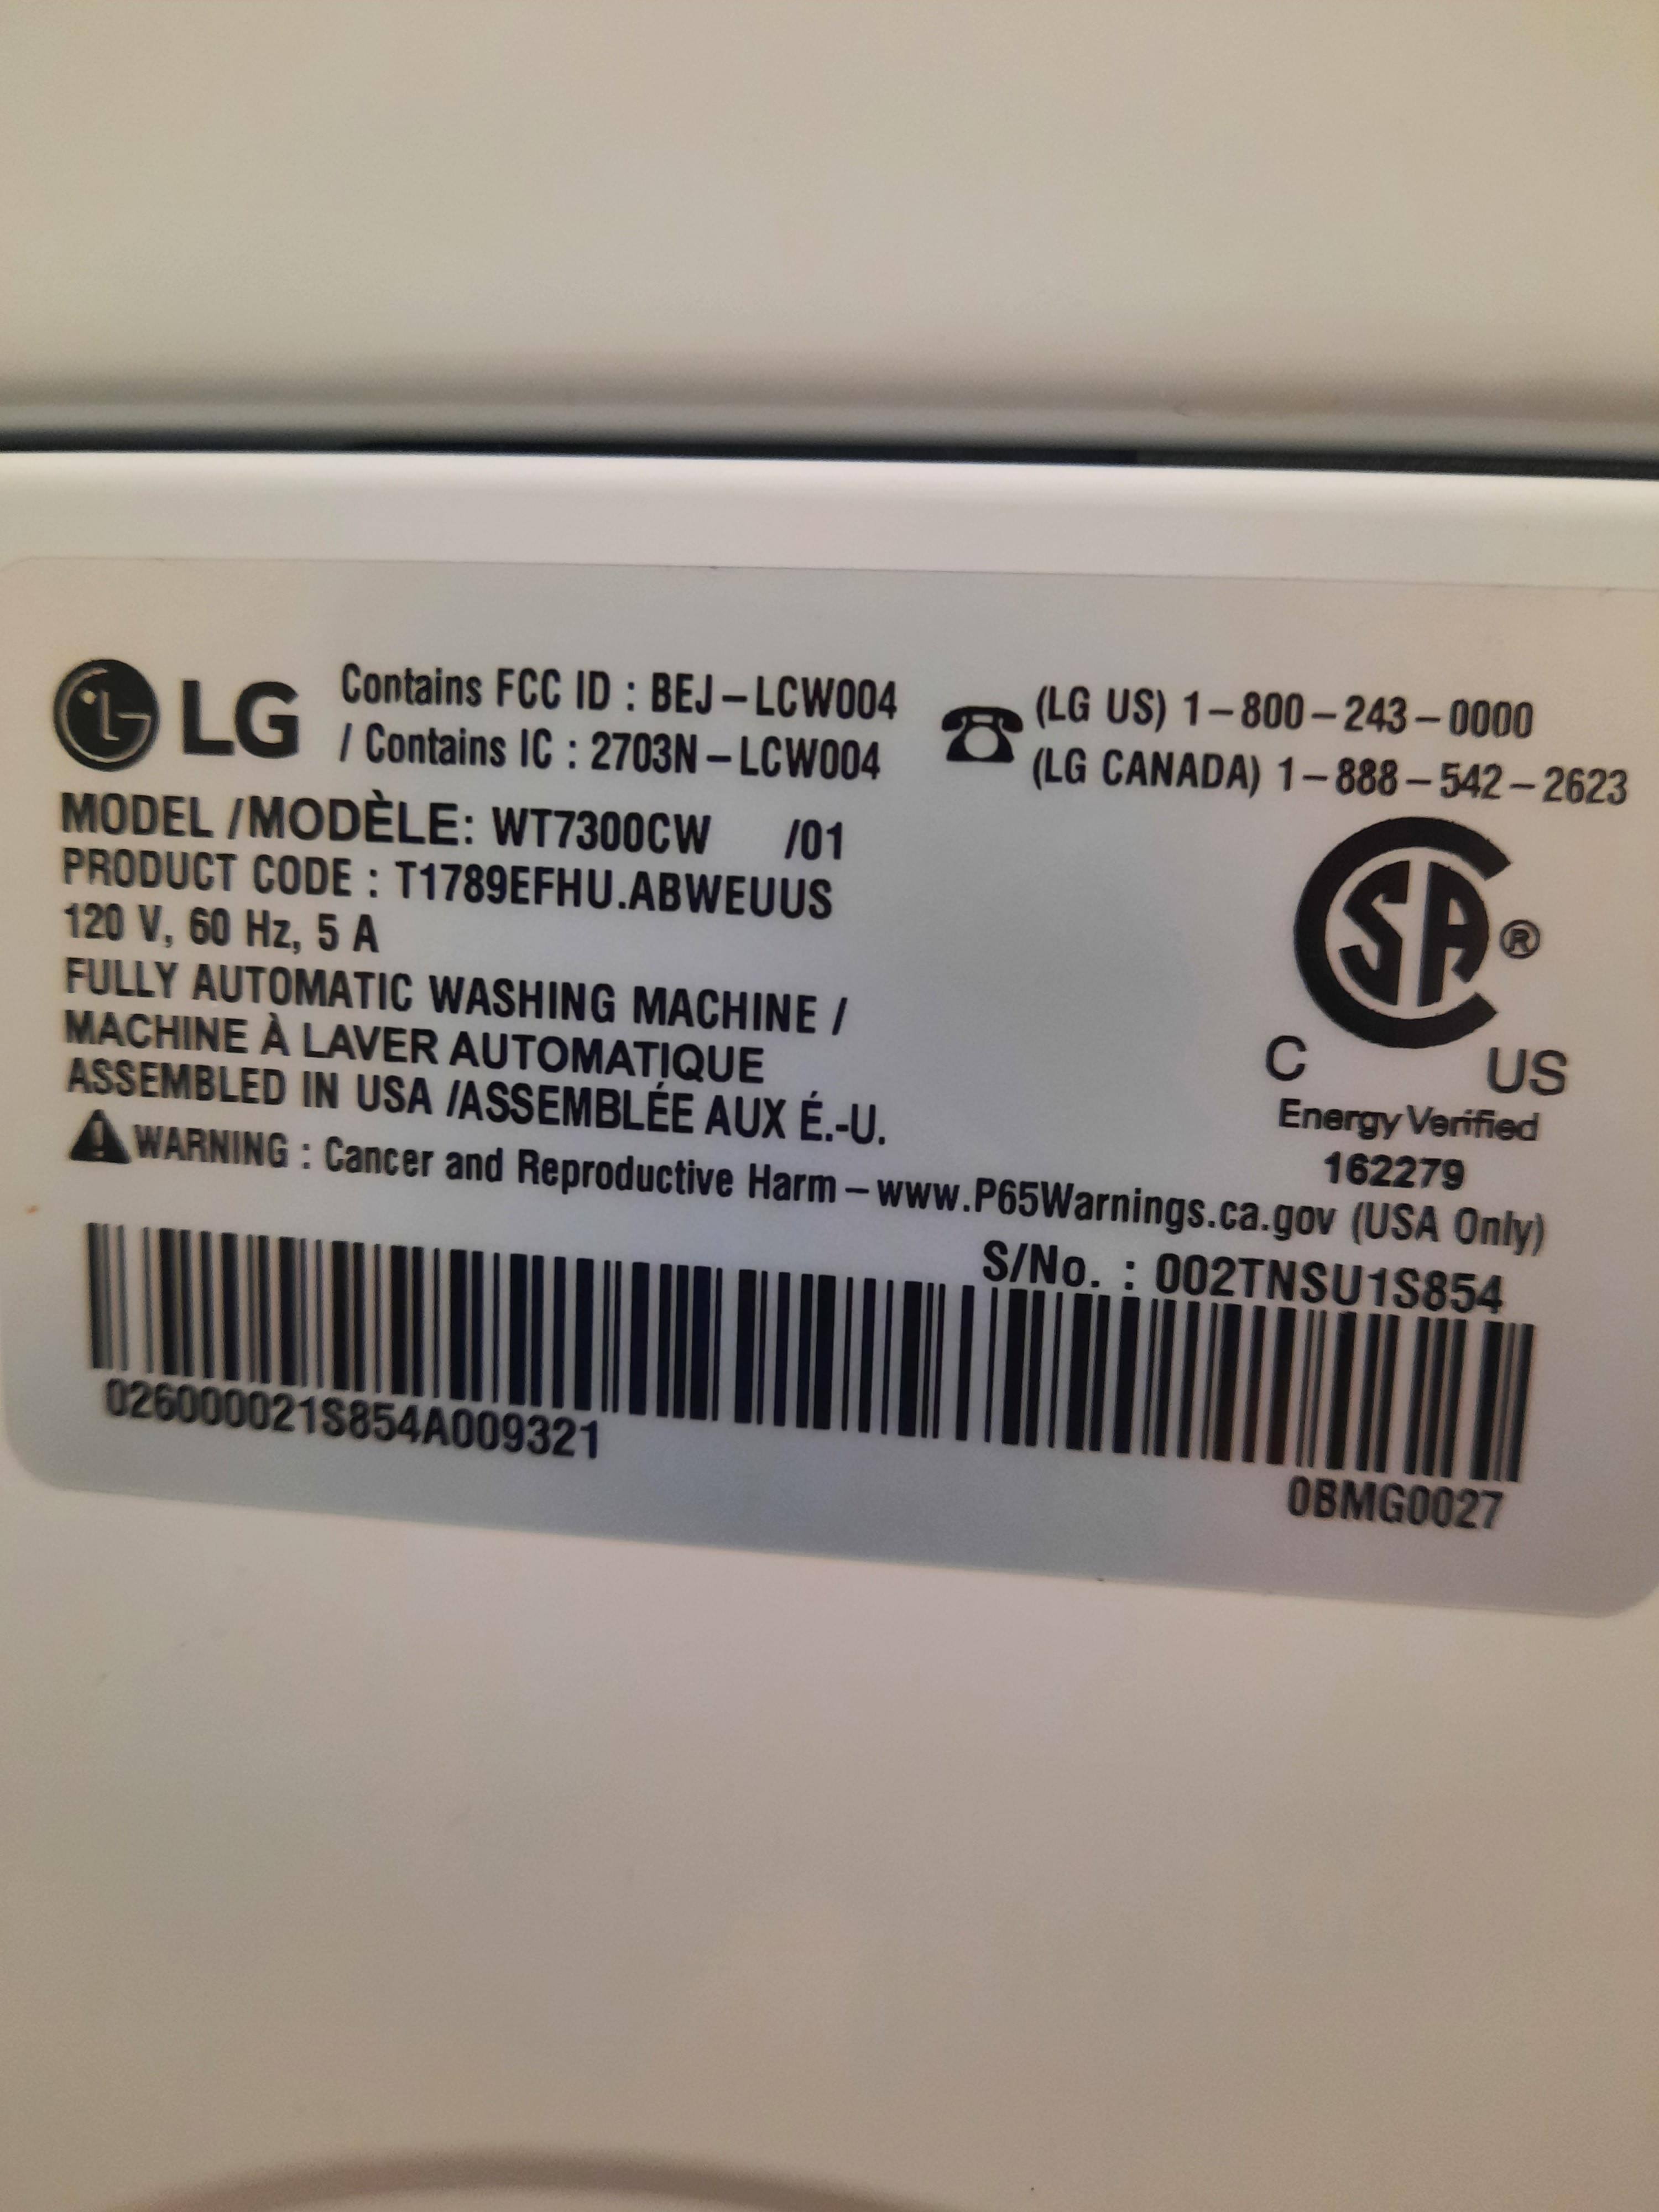 LG
Contains FCC ID : BEJ-LCW004
/ Contains IC : 2703N-LCW004
(LG US) 1-800-243-0000
(LG CANADA) 1-888-542-2623
MODEL /MODÈLE: WT7300CW /01
PRODUCT CODE : T1789EFHU.ABWEUUS
120 V, 60 Hz, 5 A
FULLY AUTOMATIC WASHING MACHINE /
MACHINE À LAVER AUTOMATIQUE
ASSEMBLED IN USA /ASSEMBLÉE AUX É.-U.
SA ®
C US
Energy Verified
162279
WARNING : Cancer and Reproductive Harm - www.P65Warnings.ca.gov (USA Only)
S/No. : 002TNSU1S854
026000021S854A009321
0BMG0027